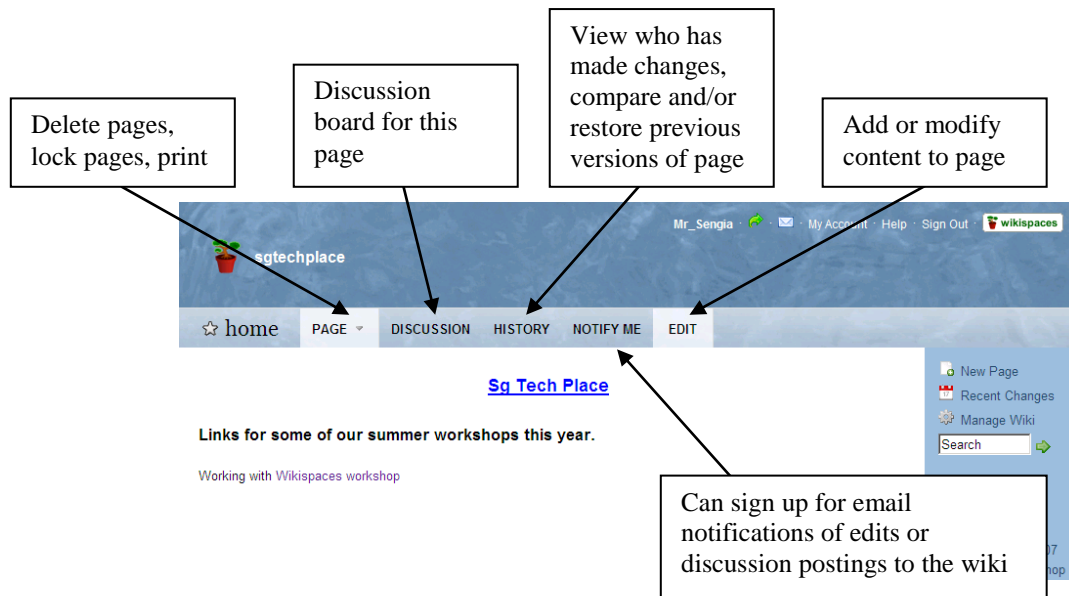 View who has
made changes,
compare and/or
restore previous
versions of page
Discussion
board for this
page
Delete pages,
lock pages, print
Add or modify
content to page
Mr_Sengia · · · My Account · Help · Sign Out · wikispaces
sgtechplace
home PAGE DISCUSSION HISTORY NOTIFY ME EDIT
Sg Tech Place
Links for some of our summer workshops this year.
Working with Wikispaces workshop
New Page
Recent Changes
Manage Wiki
Search
Can sign up for email
notifications of edits or
discussion postings to the wiki